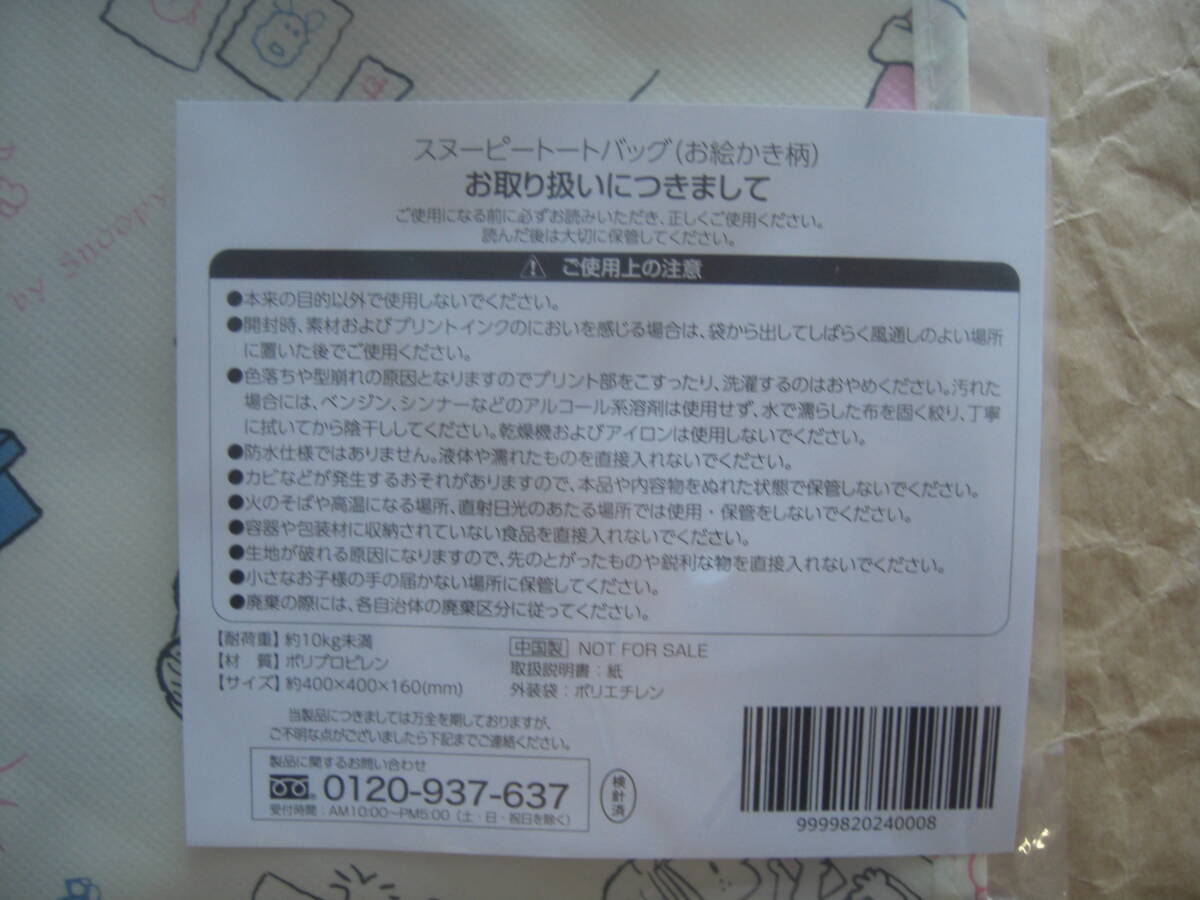 by Snoopy
スヌーピートートバッグ(お絵かき柄)
お取り扱いにつきまして
ご使用になる前に必ずお読みいただき、正しくご使用ください。
読んだ後は大切に保管してください。
ご使用上の注意
●本来の目的以外で使用しないでください。
●開封時、素材およびプリントインクのにおいを感じる場合は、袋から出してしばらく風通しのよい場所
に置いた後でご使用ください。
●色落ちや型崩れの原因となりますのでプリント部をこすったり、洗濯するのはおやめください。汚れた
場合には、ベンジン、シンナーなどのアルコール系溶剤は使用せず、水で濡らした布を固く絞り、丁寧
に拭いてから陰干ししてください。乾燥機およびアイロンは使用しないでください。
●防水仕様ではありません。液体や濡れたものを直接入れないでください。
●カビなどが発生するおそれがありますので、本品や内容物をぬれた状態で保管しないでください。
●火のそばや高温になる場所、直射日光のあたる場所では使用・保管をしないでください。
●容器や包装材に収納されていない食品を直接入れないでください。
●生地が破れる原因になりますので、先のとがったものや鋭利な物を直接入れないでください。
●小さなお子様の手の届かない場所に保管してください。
●廃棄の際には、各自治体の廃棄区分に従ってください。
【耐荷重】約10kg未満
【材 質】ポリプロピレン
【サイズ】約400×400×160(mm)
中国製 NOT FOR SALE
取扱説明書:紙
外装袋:ポリエチレン
当製品につきましては万全を期しておりますが、
ご不明な点がございましたら下記までご連絡ください。
製品に関するお問い合わせ
0120-937-637
受付時間:AM10:00〜PM5:00(土・日・祝日を除く)
検針済
9999820240008